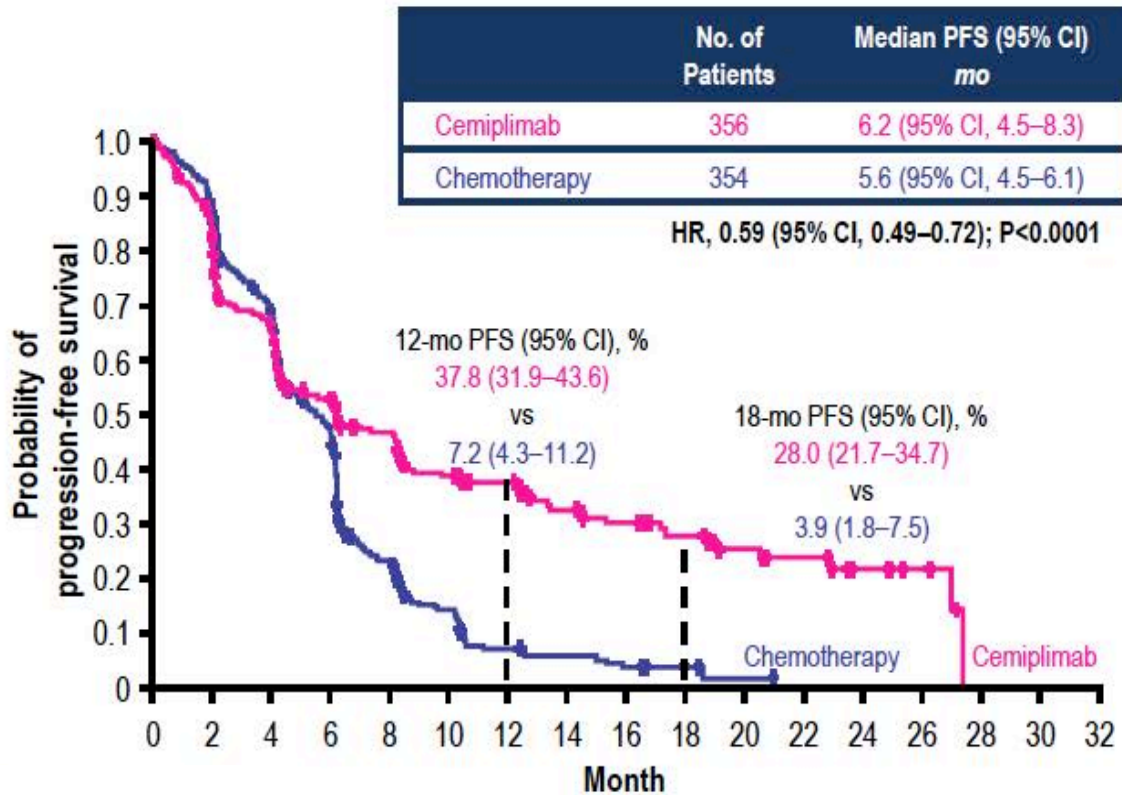 No. of Patients Median PFS (95% CI) mo
Cemiplimab 356 6.2 (95% CI, 4.5–8.3)
Chemotherapy 354 5.6 (95% CI, 4.5–6.1)
HR, 0.59 (95% CI, 0.49–0.72); P<0.0001
Probability of
progression-free survival
1.0
0.9
0.8
0.7
0.6
0.5
0.4
0.3
0.2
0.1
0
12-mo PFS (95% CI), %
37.8 (31.9–43.6)
vs
7.2 (4.3–11.2)
18-mo PFS (95% CI), %
28.0 (21.7–34.7)
vs
3.9 (1.8–7.5)
Chemotherapy
Cemiplimab
0 2 4 6 8 10 12 14 16 18 20 22 24 26 28 30 32
Month